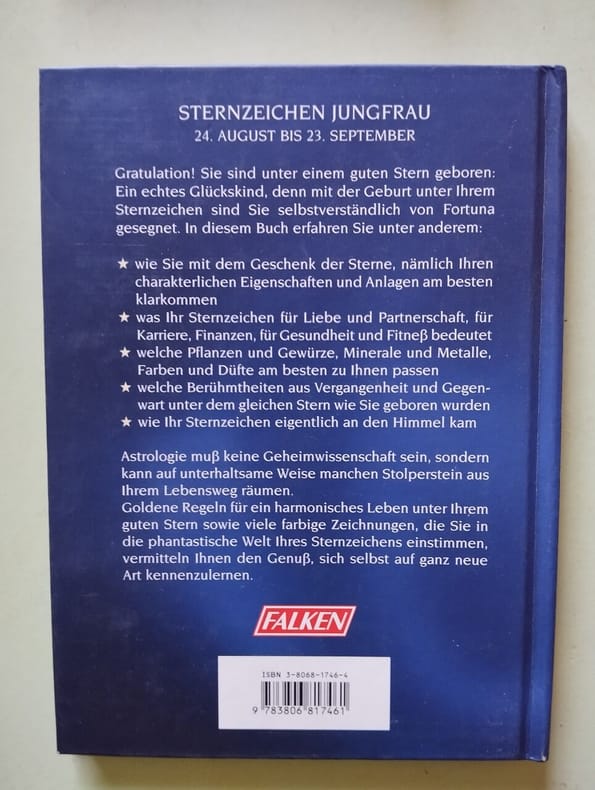 STERNZEICHEN JUNGFRAU
24. AUGUST BIS 23. SEPTEMBER
Gratulation! Sie sind unter einem guten Stern geboren:
Ein echtes Glückskind, denn mit der Geburt unter Ihrem
Sternzeichen sind Sie selbstverständlich von Fortuna
gesegnet. In diesem Buch erfahren Sie unter anderem:
★ wie Sie mit dem Geschenk der Sterne, nämlich Ihren
charakterlichen Eigenschaften und Anlagen am besten
klarkommen
★ was Ihr Sternzeichen für Liebe und Partnerschaft, für
Karriere, Finanzen, für Gesundheit und Fitneß bedeutet
★ welche Pflanzen und Gewürze, Minerale und Metalle,
Farben und Düfte am besten zu Ihnen passen
★ welche Berühmtheiten aus Vergangenheit und Gegen-
wart unter dem gleichen Stern wie Sie geboren wurden
★ wie Ihr Sternzeichen eigentlich an den Himmel kam
Astrologie muß keine Geheimwissenschaft sein, sondern
kann auf unterhaltsame Weise manchen Stolperstein aus
Ihrem Lebensweg räumen.
Goldene Regeln für ein harmonisches Leben unter Ihrem
guten Stern sowie viele farbige Zeichnungen, die Sie in
die phantastische Welt Ihres Sternzeichens einstimmen,
vermitteln Ihnen den Genuß, sich selbst auf ganz neue
Art kennenzulernen.
FALKEN
ISBN 3-8068-1746-4
9 783806 817461